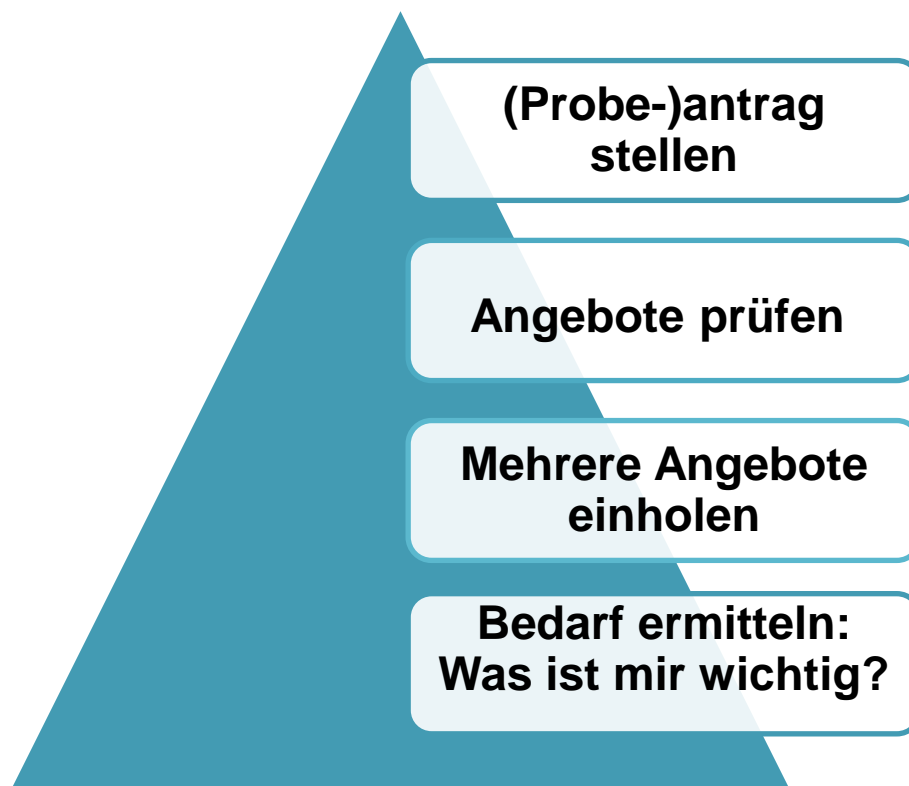 (Probe-)antrag
stellen
Angebote prüfen
Mehrere Angebote
einholen
Bedarf ermitteln:
Was ist mir wichtig?